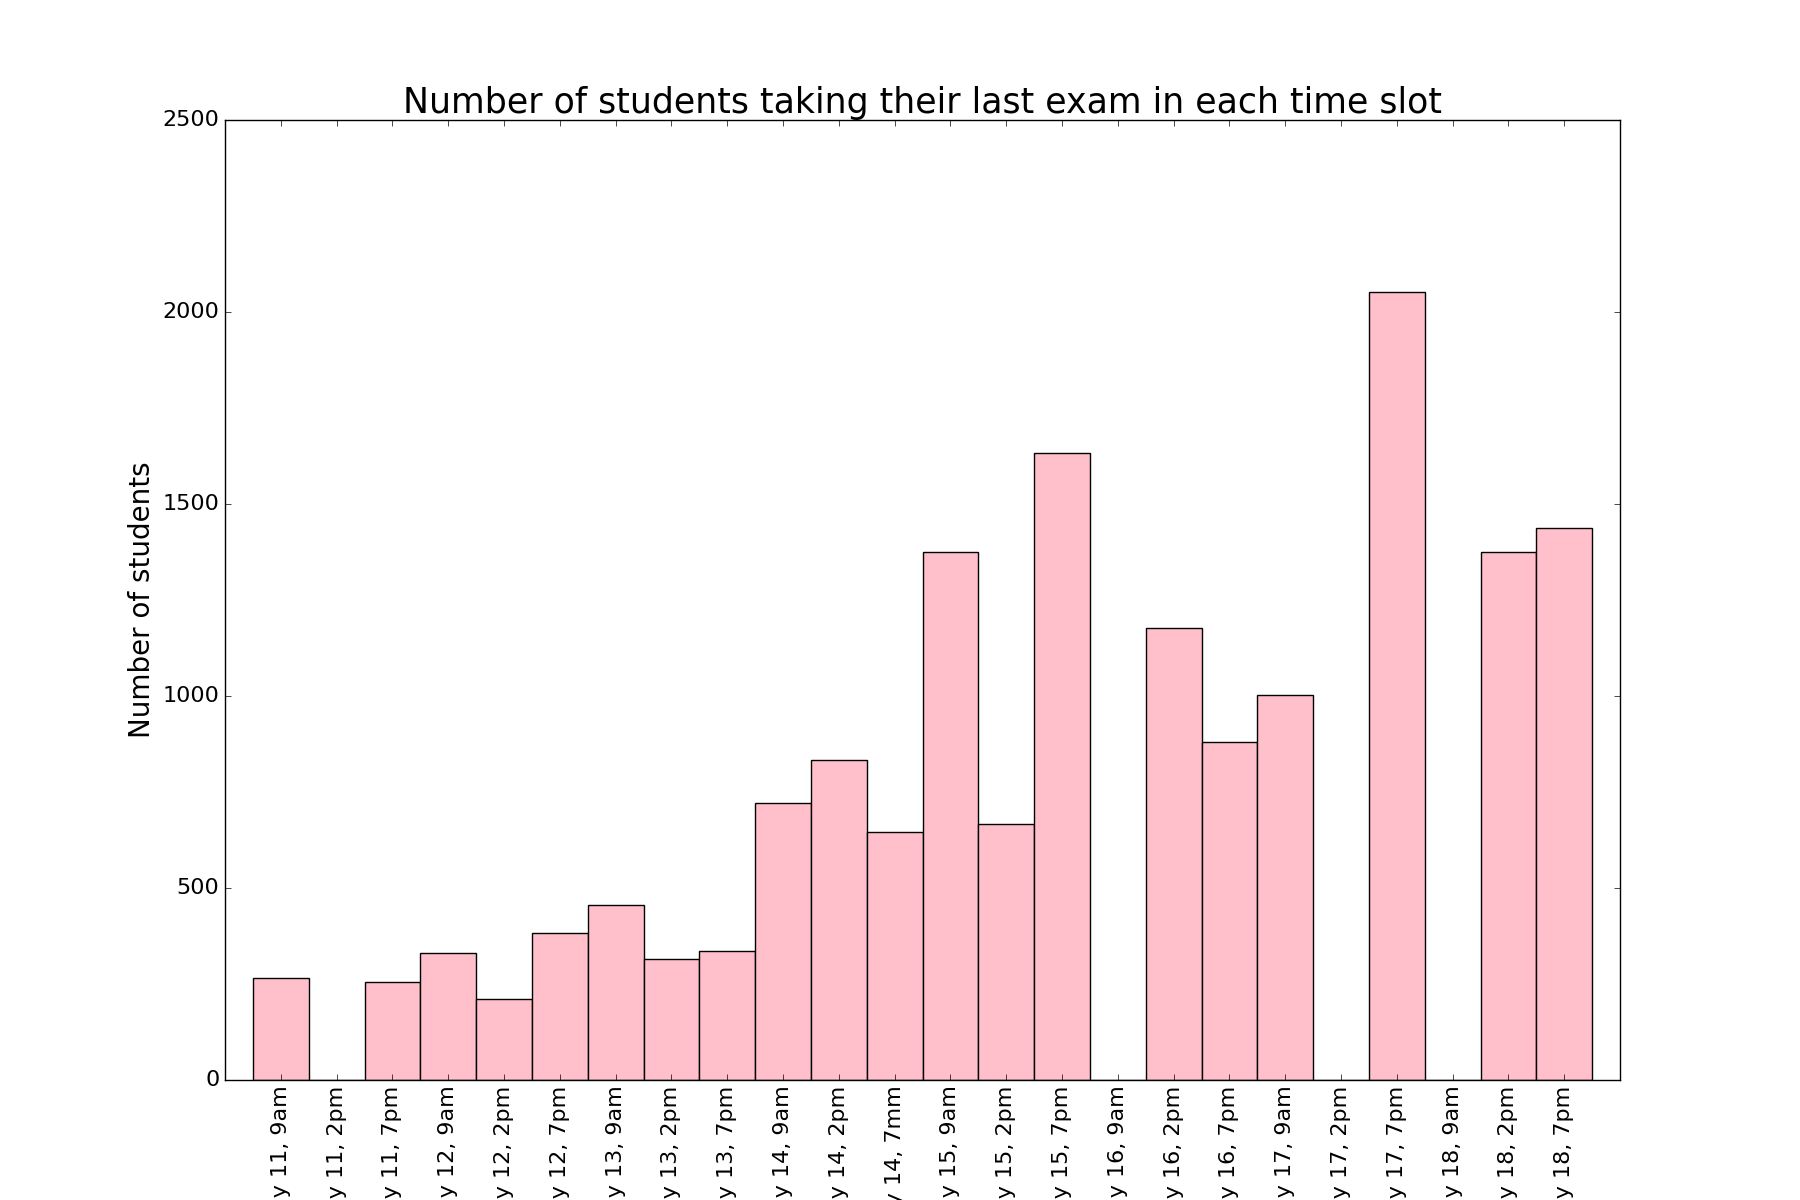 Number of students taking their last exam in each time slot
Number of students
2500
2000
1500
1000
500
0
y 11, 9am
y 11, 2pm
y 11, 7pm
y 12, 9am
y 12, 2pm
y 12, 7pm
y 13, 9am
y 13, 2pm
y 13, 7pm
y 14, 9am
y 14, 2pm
y 14, 7mm
y 15, 9am
y 15, 2pm
y 15, 7pm
y 16, 9am
y 16, 2pm
y 16, 7pm
y 17, 9am
y 17, 2pm
y 17, 7pm
y 18, 9am
y 18, 2pm
y 18, 7pm